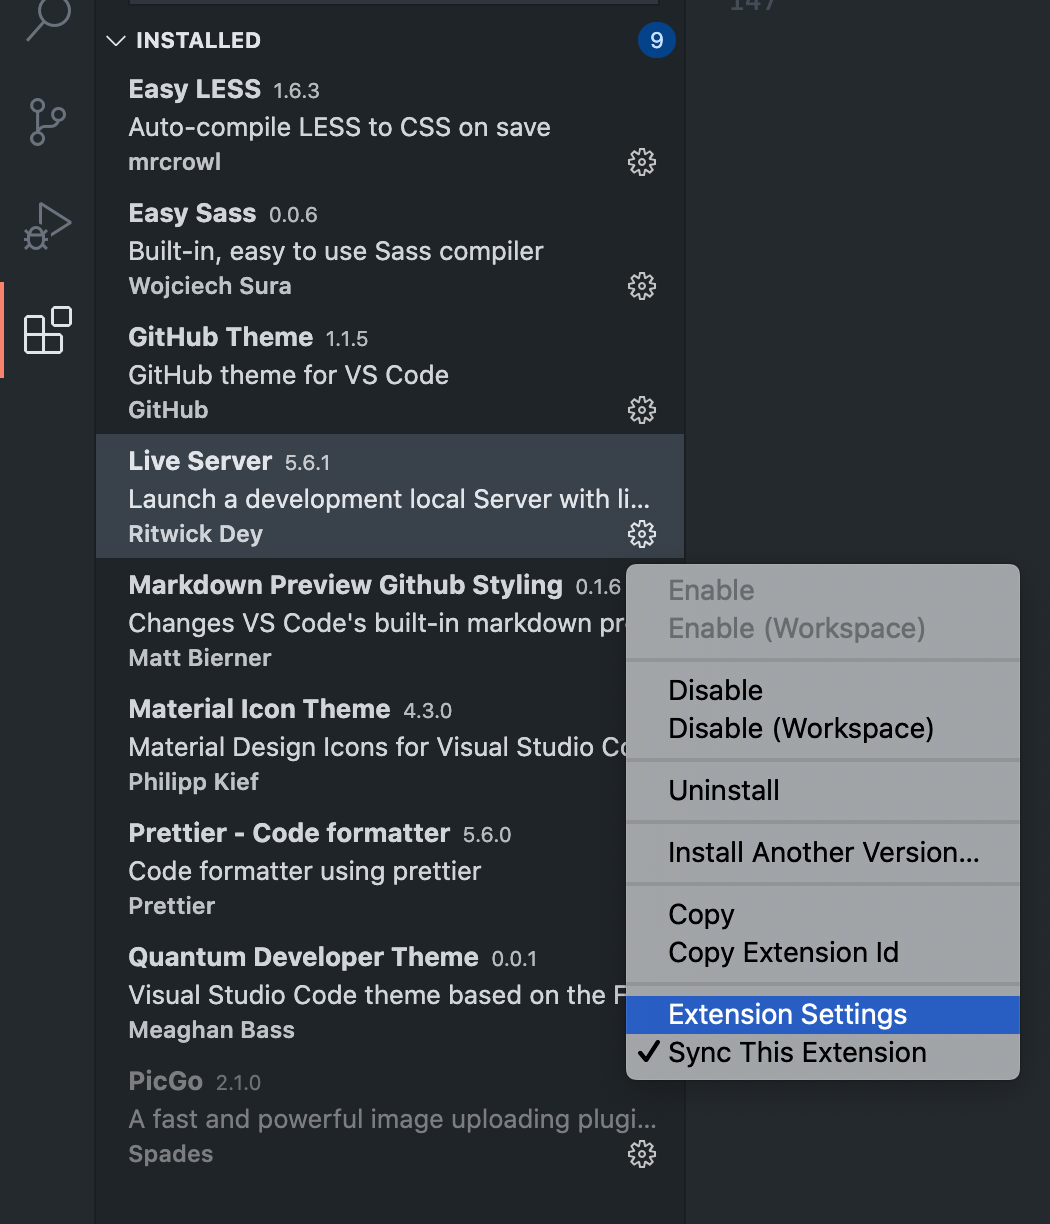 147
INSTALLED 9
Easy LESS 1.6.3
Auto-compile LESS to CSS on save
mrcrowl
Easy Sass 0.0.6
Built-in, easy to use Sass compiler
Wojciech Sura
GitHub Theme 1.1.5
GitHub theme for VS Code
GitHub
Live Server 5.6.1
Launch a development local Server with li...
Ritwick Dey
Markdown Preview Github Styling 0.1.6
Changes VS Code's built-in markdown pr
Matt Bierner
Material Icon Theme 4.3.0
Material Design Icons for Visual Studio Co
Philipp Kief
Prettier - Code formatter 5.6.0
Code formatter using prettier
Prettier
Quantum Developer Theme 0.0.1
Visual Studio Code theme based on the F
Meaghan Bass
PicGo 2.1.0
A fast and powerful image uploading plugi...
Spades
Enable
Enable (Workspace)
Disable
Disable (Workspace)
Uninstall
Install Another Version...
Copy
Copy Extension Id
Extension Settings
✓ Sync This Extension